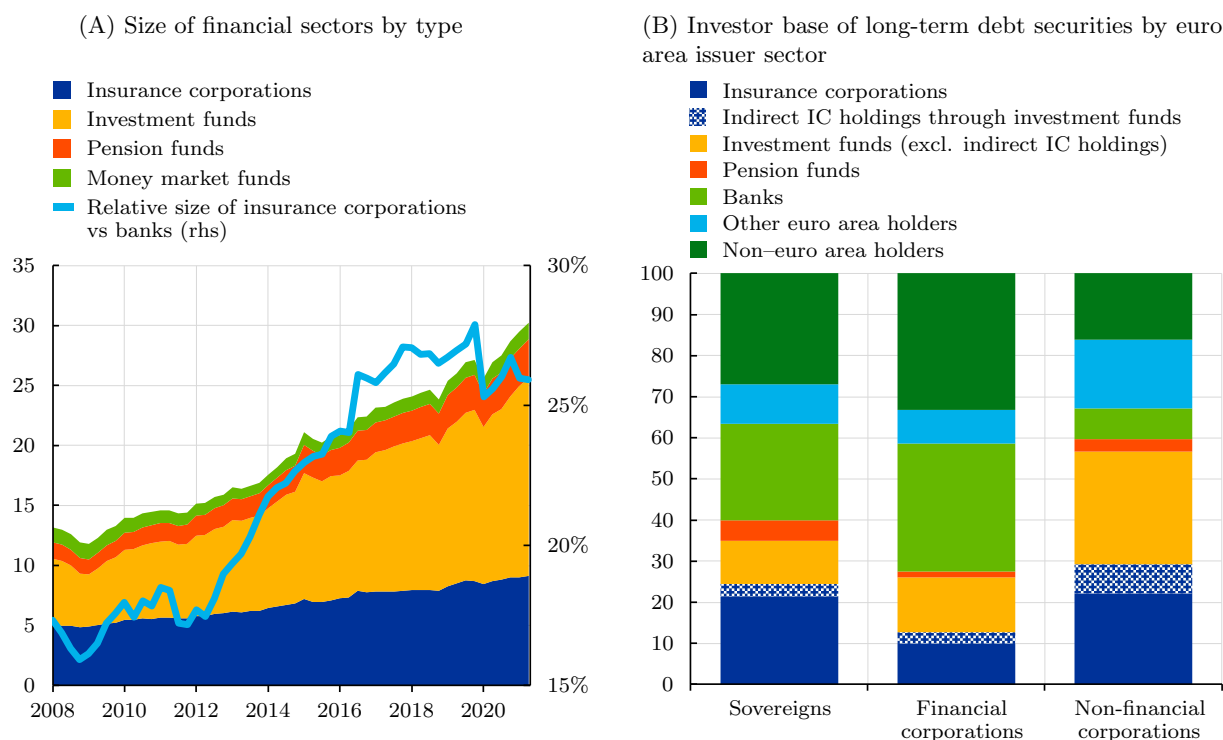 (A) Size of financial sectors by type
Insurance corporations
Investment funds
Pension funds
Money market funds
Relative size of insurance corporations
vs banks (rhs)
35
30
25
20
15
10
5
0
30%
25%
20%
15%
2008
2010
2012
2014
2016
2018
2020
(B) Investor base of long-term debt securities by euro
area issuer sector
Insurance corporations
Indirect IC holdings through investment funds
Investment funds (excl. indirect IC holdings)
Pension funds
Banks
Other euro area holders
Non–euro area holders
100
90
80
70
60
50
40
30
20
10
0
Sovereigns
Financial
corporations
Non-financial
corporations